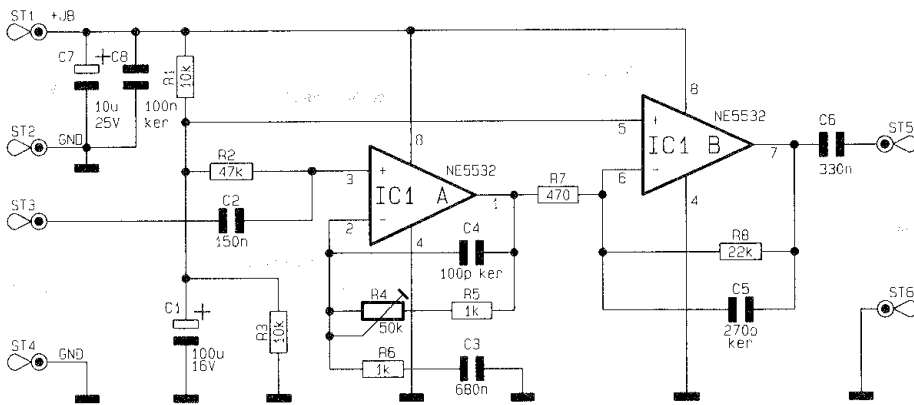 ST1 +UB
C7 + C8
R1 10k
10u 25V
100n ker
8
NE5532
ST2 GND
5 + IC1 B 7
C6 330n
ST5
R2 47k
8
NE5532
6 −
3 + IC1 A 1
R7 470
4
ST3
C2 150n
2 −
4
C4 100p ker
R8 22k
R4 50k
R5 1k
C5 270p ker
ST6
C1 +
100u 16V
R3 10k
R6 1k
C3 680n
ST4 GND